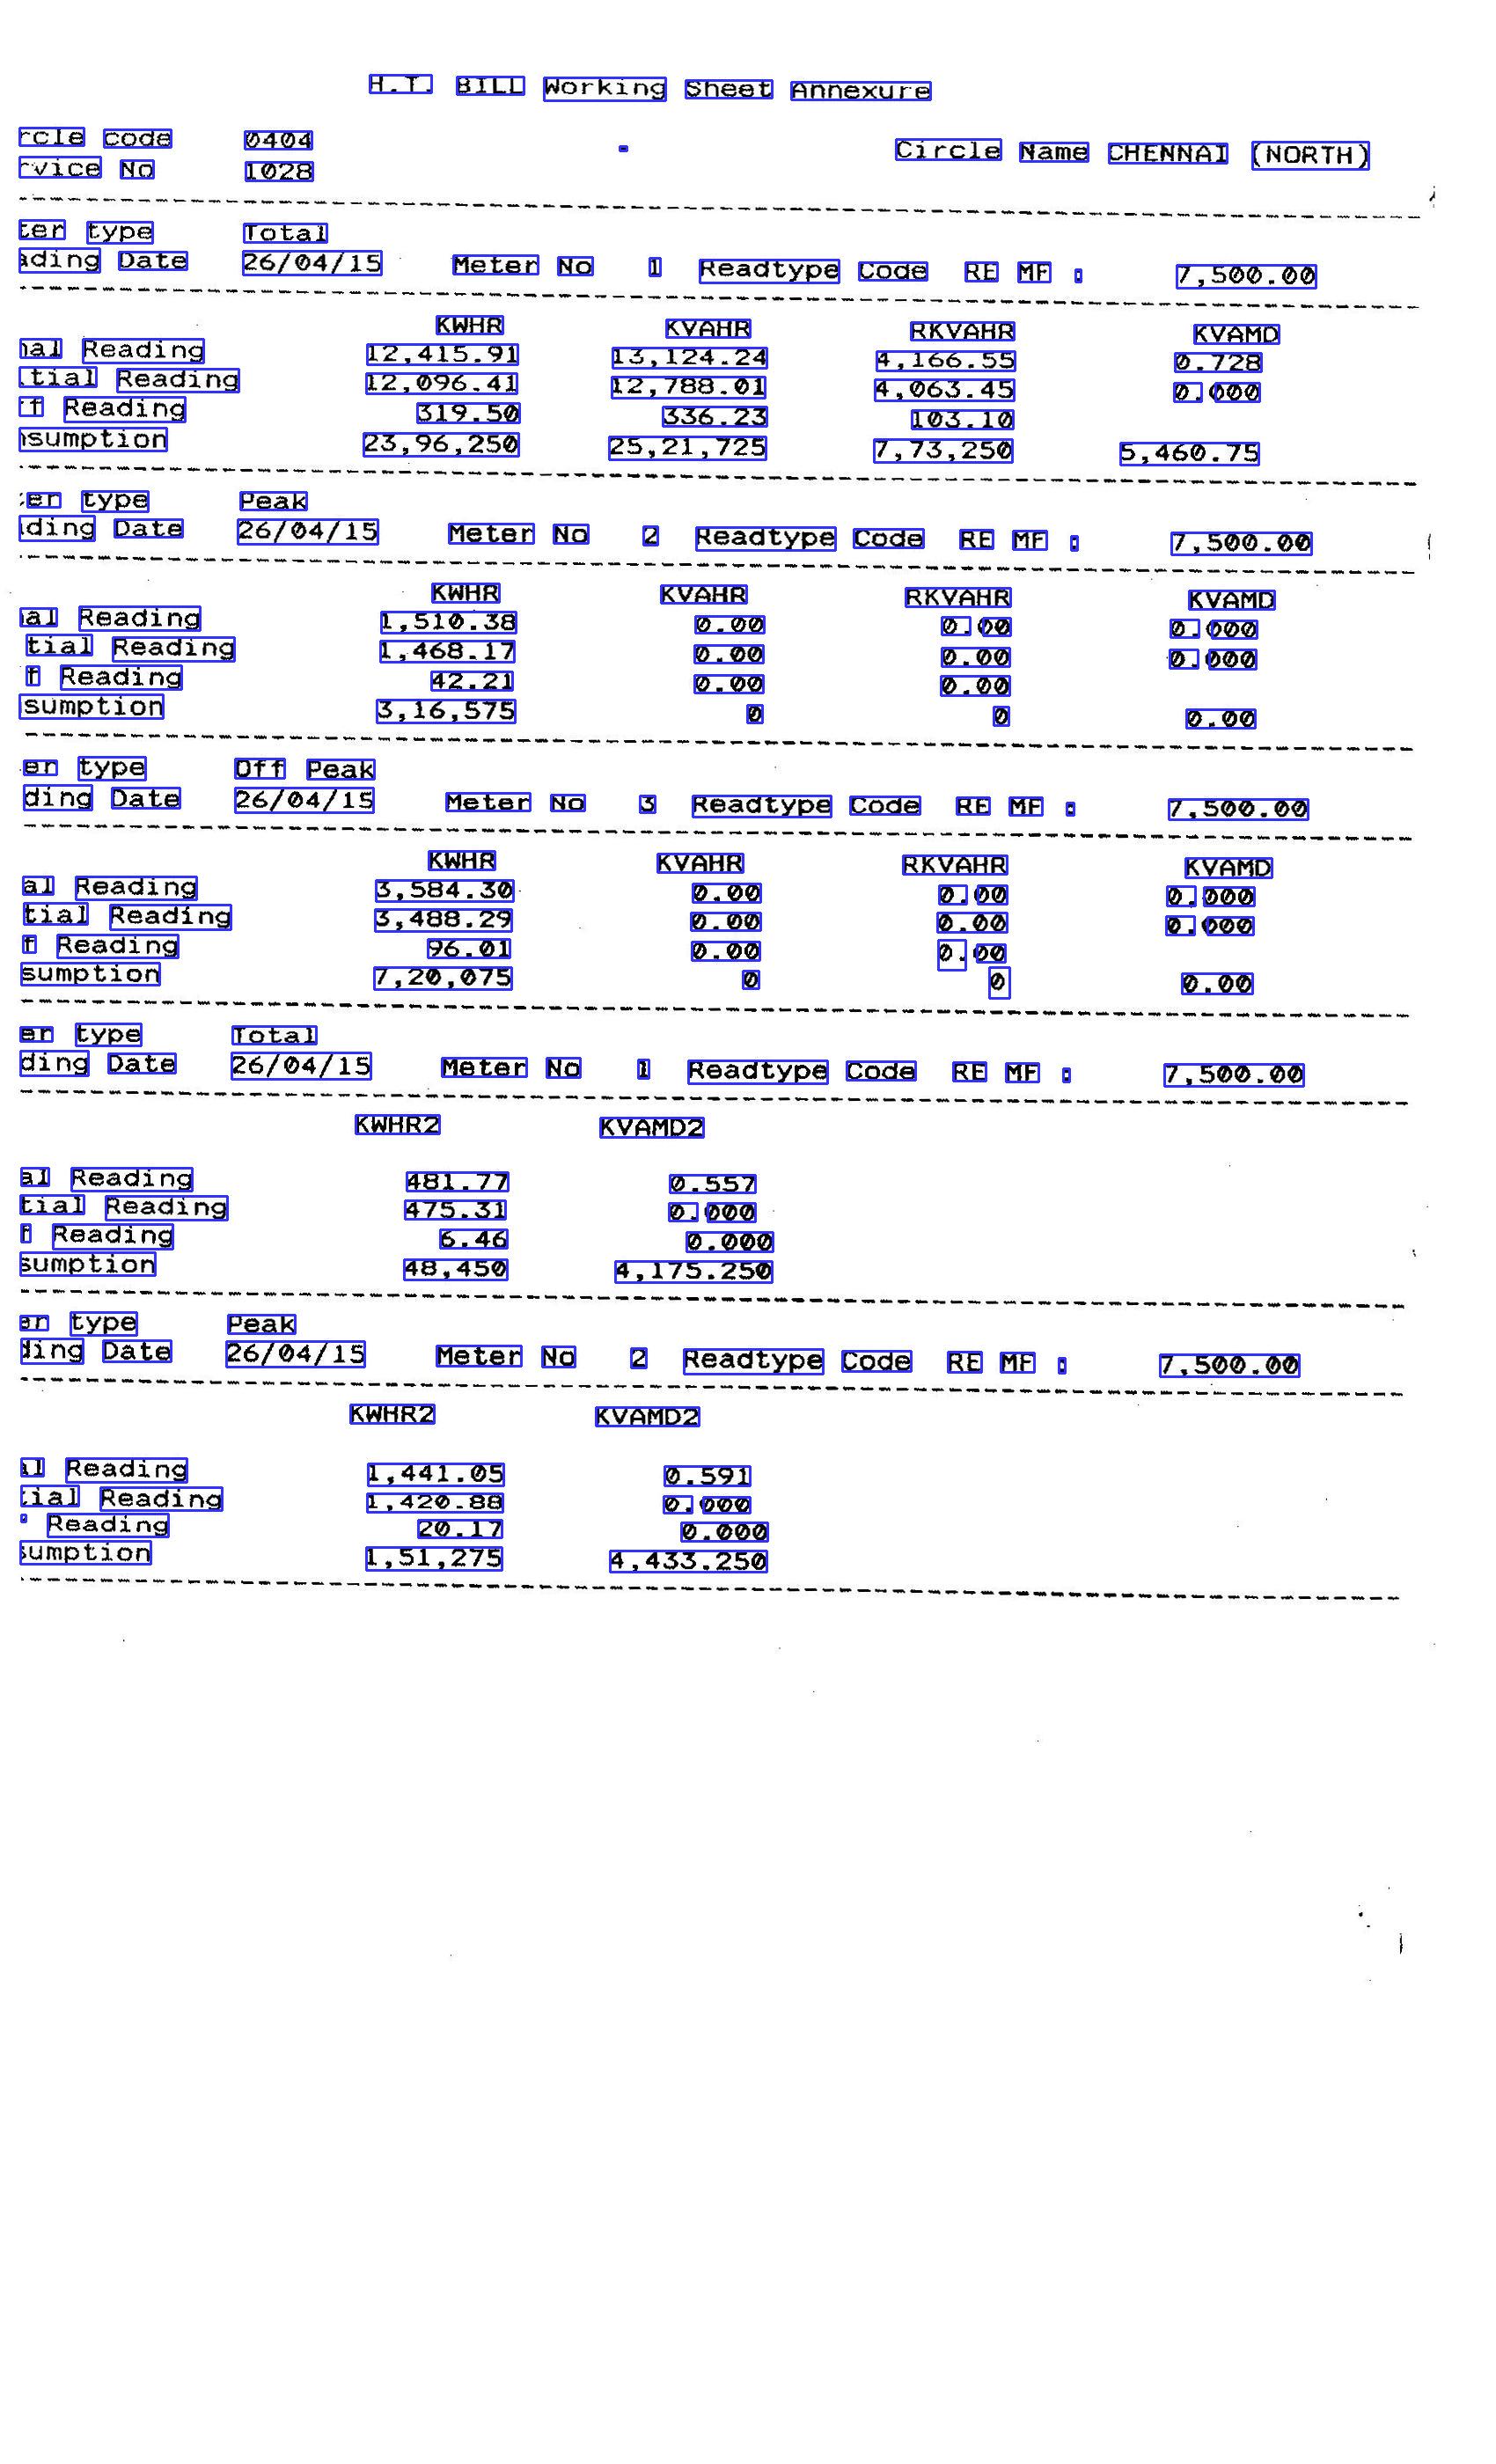 H.T. BILL Working Sheet Annexure
rcle code 0404 Circle Name CHENNAI (NORTH)
rvice No 1028
ter type Total
ading Date 26/04/15 Meter No 1 Readtype Code RE MF : 7,500.00
KWHR KVAHR RKVAHR KVAMD
nal Reading 12,415.91 13,124.24 4,166.55 0.728
itial Reading 12,096.41 12,788.01 4,063.45 0.000
ff Reading 319.50 336.23 103.10
nsumption 23,96,250 25,21,725 7,73,250 5,460.75
ter type Peak
ading Date 26/04/15 Meter No 2 Readtype Code RE MF : 7,500.00
KWHR KVAHR RKVAHR KVAMD
nal Reading 1,510.38 0.00 0.00 0.000
tial Reading 1,468.17 0.00 0.00 0.000
f Reading 42.21 0.00 0.00
sumption 3,16,575 0 0 0.00
er type Off Peak
ding Date 26/04/15 Meter No 3 Readtype Code RE MF : 7,500.00
KWHR KVAHR RKVAHR KVAMD
al Reading 3,584.30 0.00 0.00 0.000
tial Reading 3,488.29 0.00 0.00 0.000
f Reading 96.01 0.00 0.00
sumption 7,20,075 0 0 0.00
er type Total
ding Date 26/04/15 Meter No 1 Readtype Code RE MF : 7,500.00
KWHR2 KVAMD2
al Reading 481.77 0.557
tial Reading 475.31 0.000
f Reading 6.46 0.000
sumption 48,450 4,175.250
er type Peak
ding Date 26/04/15 Meter No 2 Readtype Code RE MF : 7,500.00
KWHR2 KVAMD2
al Reading 1,441.05 0.591
tial Reading 1,420.88 0.000
Reading 20.17 0.000
sumption 1,51,275 4,433.250